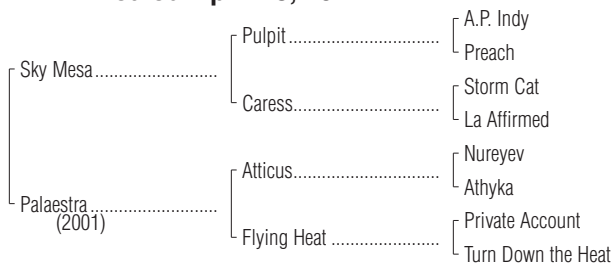 A.P. Indy
Pulpit
Preach
Sky Mesa
Storm Cat
Caress
La Affirmed
Nureyev
Atticus
Athyka
Palaestra
(2001)
Private Account
Flying Heat
Turn Down the Heat